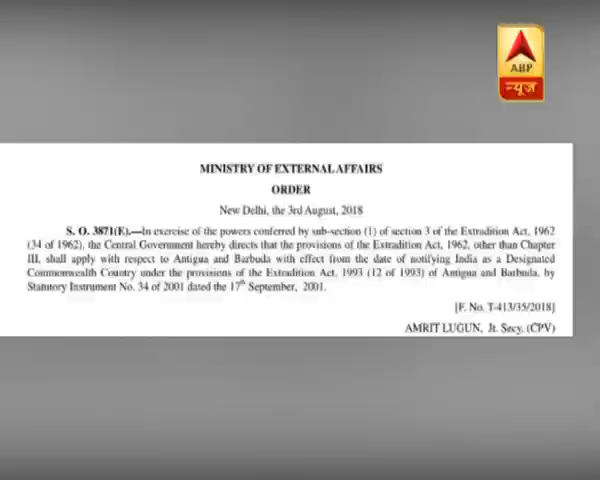 ABP
न्यूज़
MINISTRY OF EXTERNAL AFFAIRS
ORDER
New Delhi, the 3rd August, 2018
S. O. 3871(E).—In exercise of the powers conferred by sub-section (1) of section 3 of the Extradition Act, 1962
(34 of 1962), the Central Government hereby directs that the provisions of the Extradition Act, 1962, other than Chapter
III, shall apply with respect to Antigua and Barbuda with effect from the date of notifying India as a Designated
Commonwealth Country under the provisions of the Extradition Act, 1993 (12 of 1993) of Antigua and Barbuda, by
Statutory Instrument No. 34 of 2001 dated the 17th September, 2001.
[F. No. T-413/35/2018]
AMRIT LUGUN, Jt. Secy. (CPV)